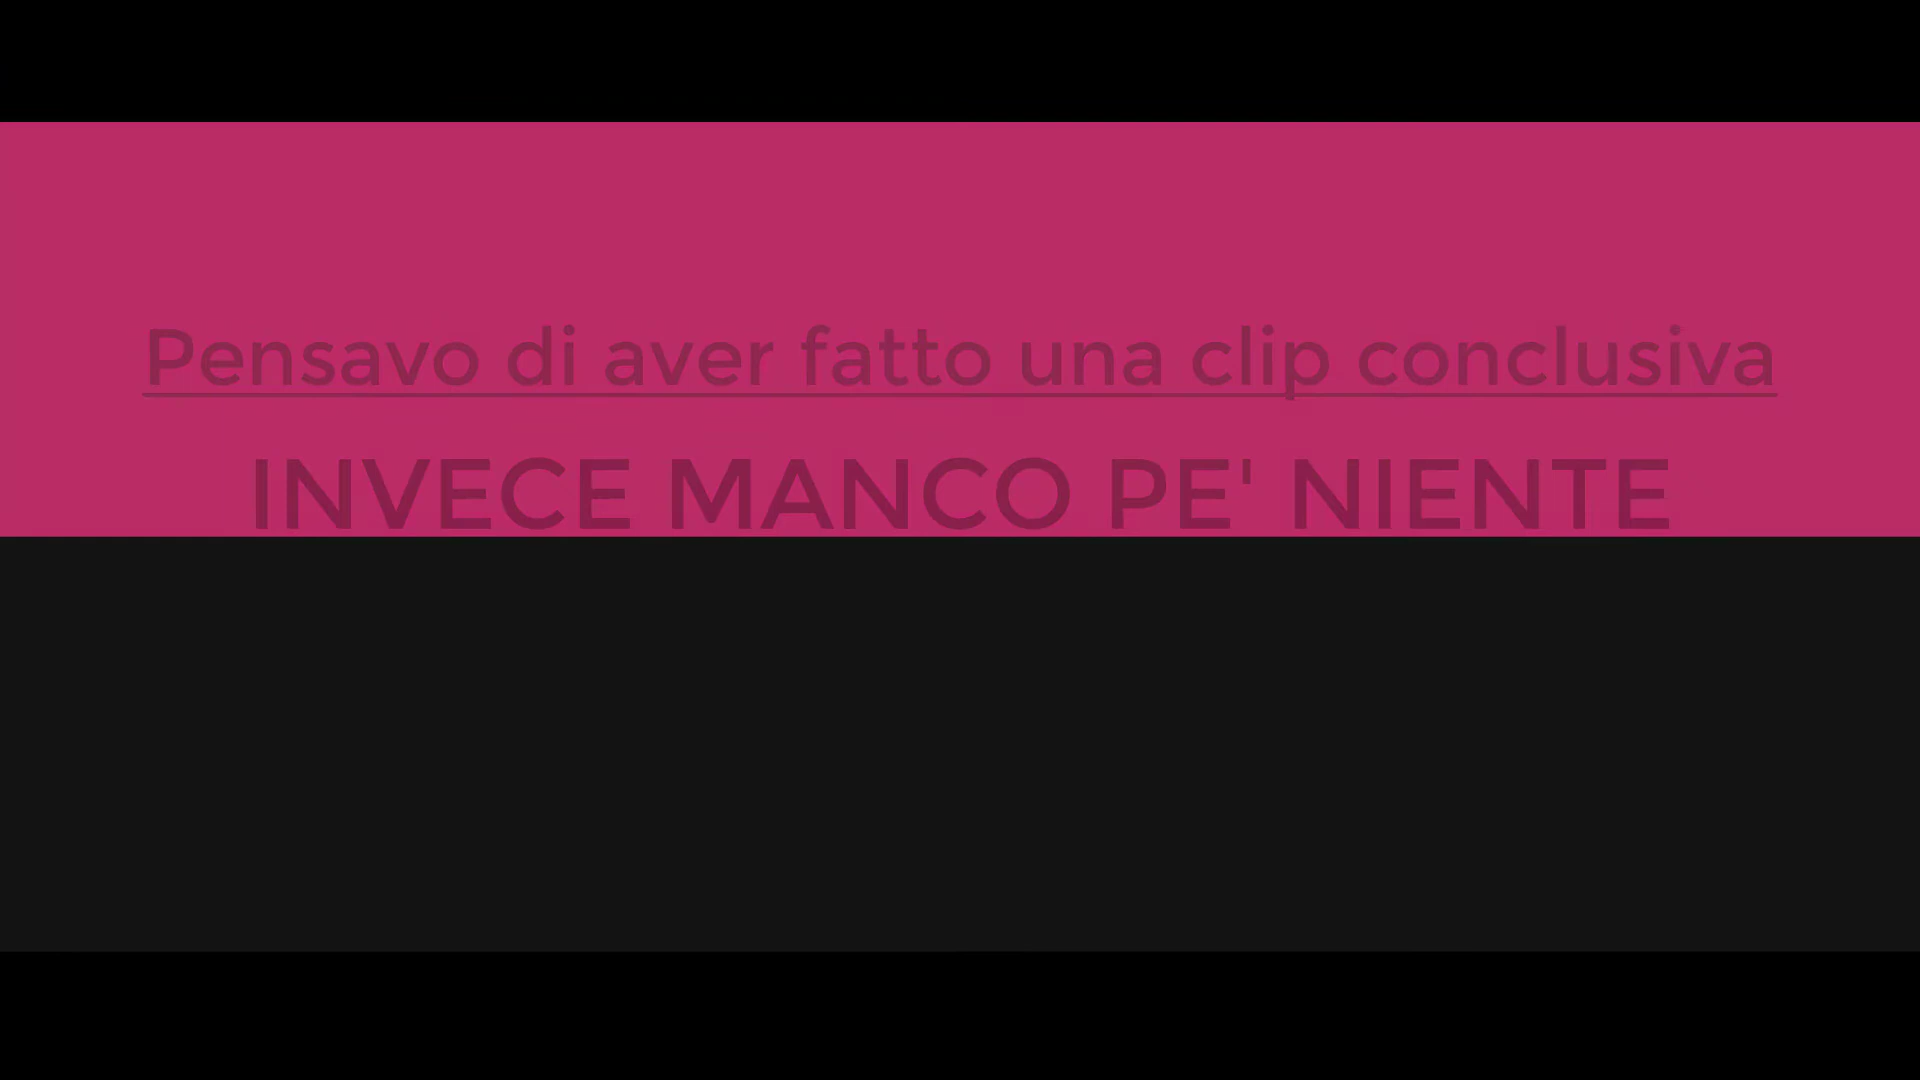 Pensavo di aver fatto una clip conclusiva
INVECE MANCO PE' NIENTE